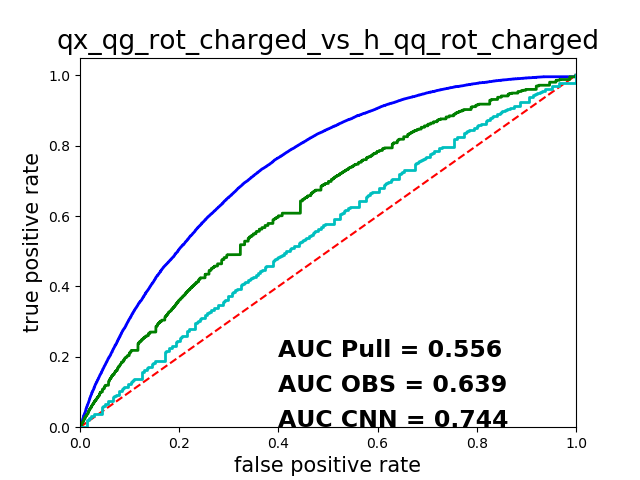 qx_qg_rot_charged_vs_h_qq_rot_charged
true positive rate
1.0
0.8
0.6
0.4
0.2
0.0
AUC Pull = 0.556
AUC OBS = 0.639
AUC CNN = 0.744
0.0 0.2 0.4 0.6 0.8 1.0
false positive rate